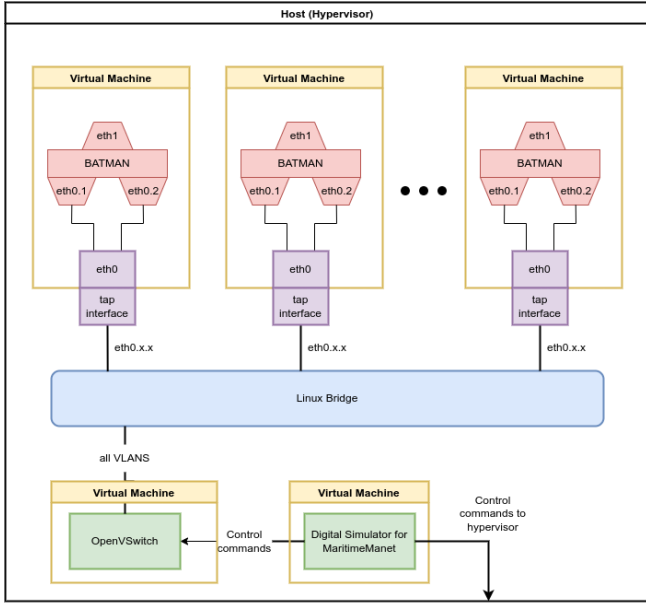 Host (Hypervisor)
Virtual Machine
Virtual Machine
Virtual Machine
eth1
eth1
eth1
BATMAN
BATMAN
BATMAN
eth0.1
eth0.2
eth0.1
eth0.2
eth0.1
eth0.2
eth0
eth0
eth0
tap
interface
tap
interface
tap
interface
eth0.x.x
eth0.x.x
eth0.x.x
Linux Bridge
all VLANS
Virtual Machine
Virtual Machine
OpenVSwitch
Control
commands
Digital Simulator for
MaritimeManet
Control
commands to
hypervisor